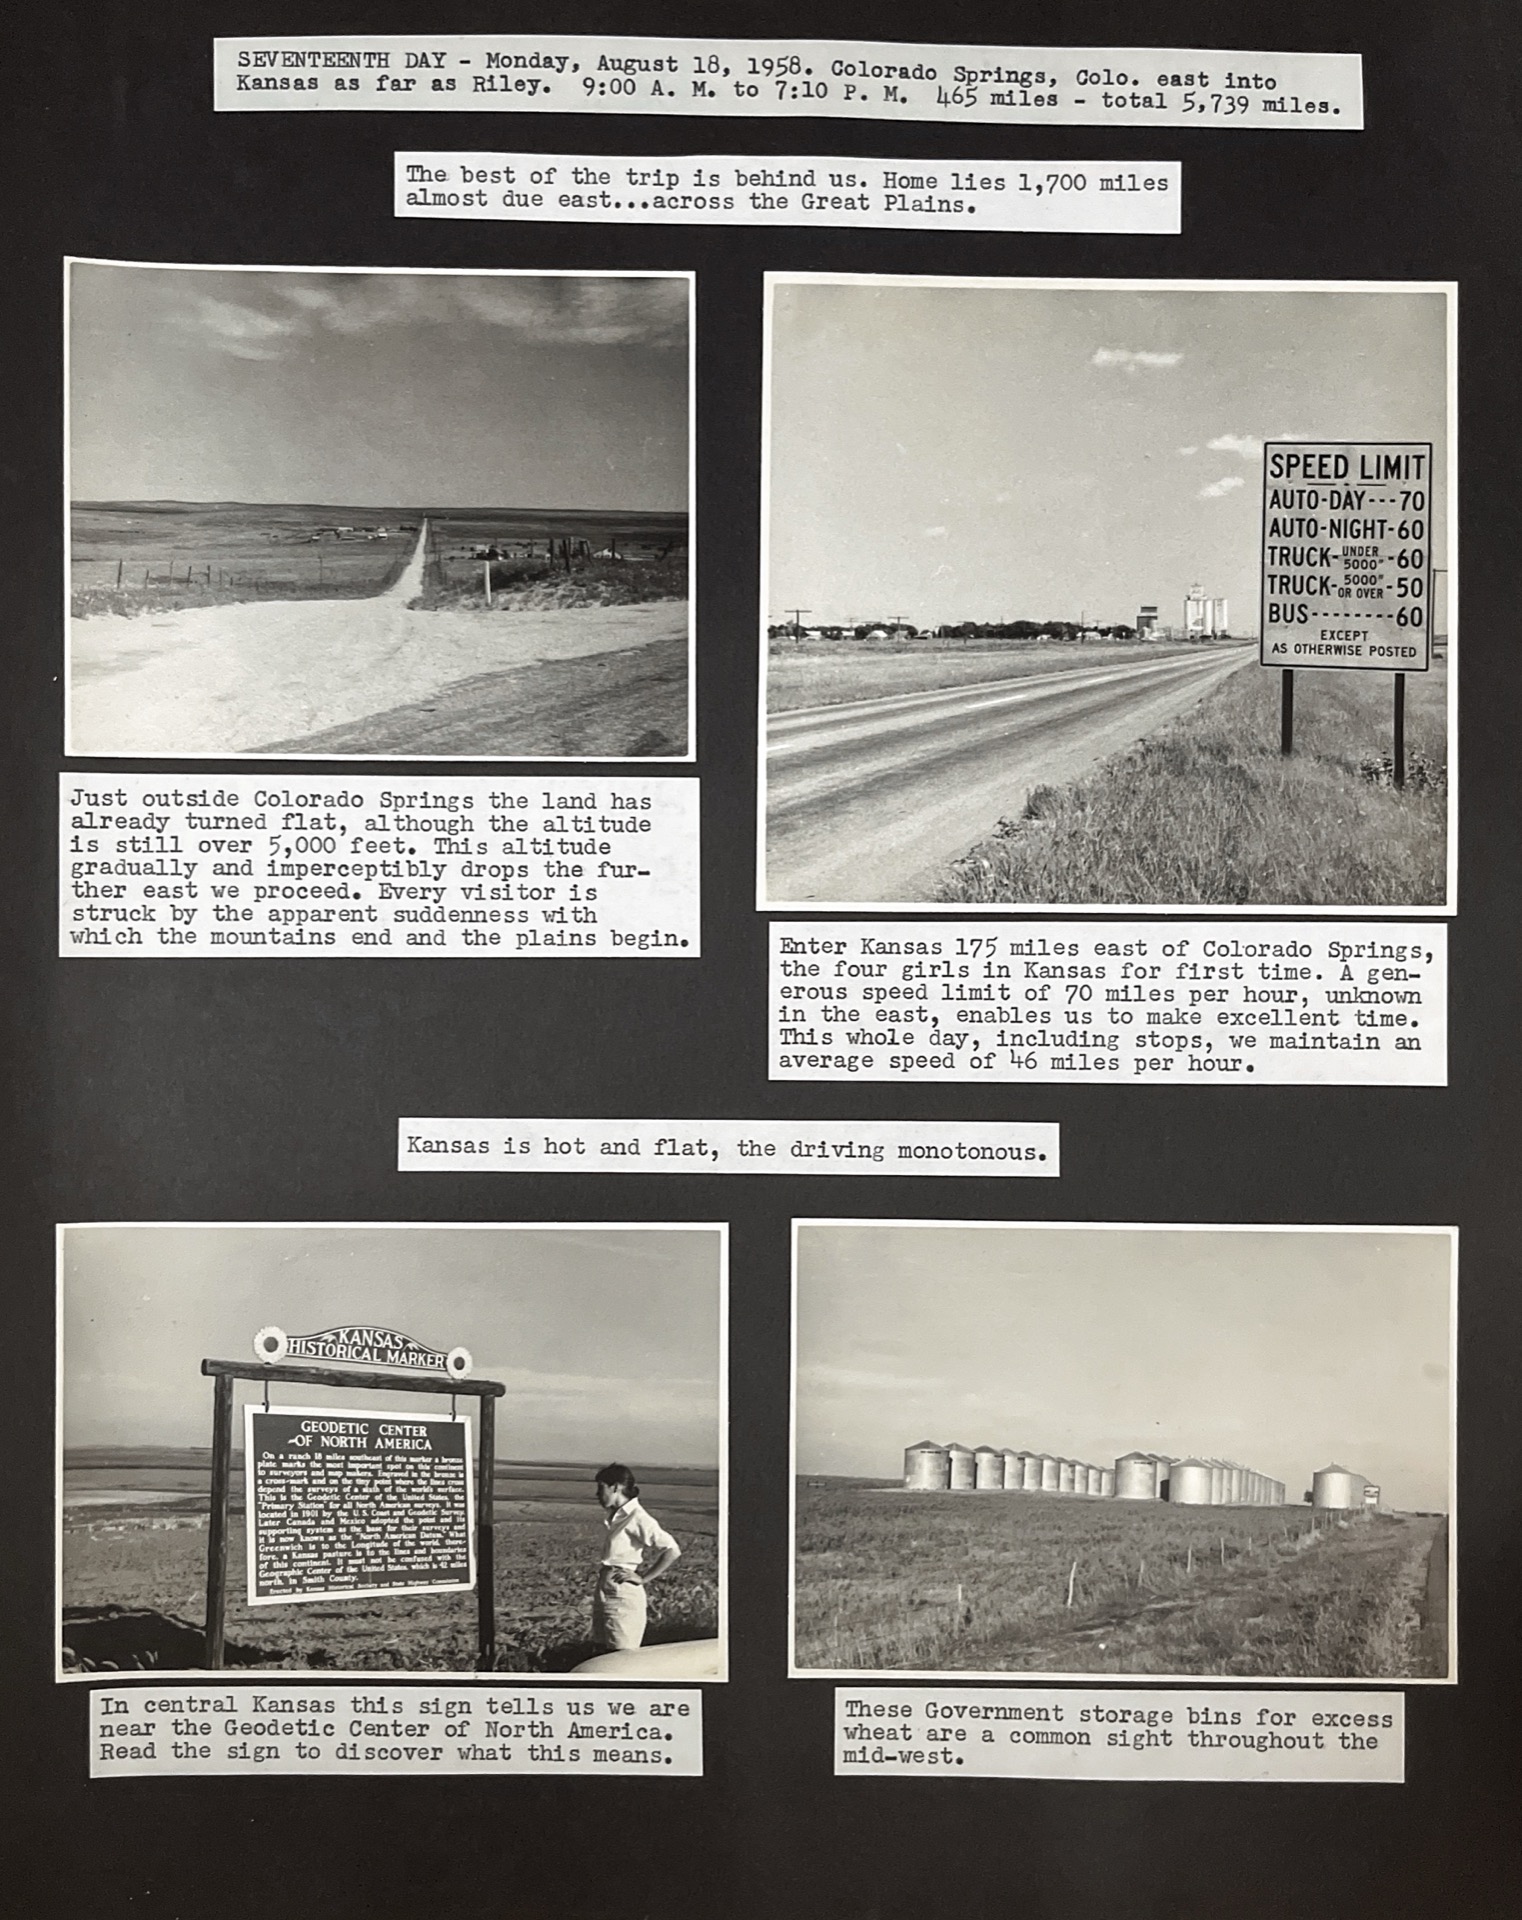 SEVENTEENTH DAY - Monday, August 18, 1958. Colorado Springs, Colo. east into
Kansas as far as Riley. 9:00 A. M. to 7:10 P. M. 465 miles - total 5,739 miles.
The best of the trip is behind us. Home lies 1,700 miles
almost due east...across the Great Plains.
SPEED LIMIT
AUTO-DAY---70
AUTO-NIGHT-60
TRUCK-UNDER 5000#-60
TRUCK-5000# OR OVER-50
BUS--------60
EXCEPT
AS OTHERWISE POSTED
Just outside Colorado Springs the land has
already turned flat, although the altitude
is still over 5,000 feet. This altitude
gradually and imperceptibly drops the fur-
ther east we proceed. Every visitor is
struck by the apparent suddenness with
which the mountains end and the plains begin.
Enter Kansas 175 miles east of Colorado Springs,
the four girls in Kansas for first time. A gen-
erous speed limit of 70 miles per hour, unknown
in the east, enables us to make excellent time.
This whole day, including stops, we maintain an
average speed of 46 miles per hour.
Kansas is hot and flat, the driving monotonous.
KANSAS
HISTORICAL MARKER
GEODETIC CENTER
OF NORTH AMERICA
On a ranch 18 miles southeast of this marker a bronze
plate marks the most important spot on this continent
to surveyors and map makers. Engraved in the bronze is
a cross-mark and on the tiny point where the lines cross
depend the surveys of a sixth of the world's surface.
This is the Geodetic Center of the United States, the
"Primary Station" for all North American surveys. It was
located in 1901 by the U. S. Coast and Geodetic Survey.
Later Canada and Mexico adopted the point and its
supporting system as the base for their surveys and
it is now known as the "North American Datum." What
Greenwich is to the Longitude of the world, there-
fore, a Kansas pasture is to the lines and boundaries
of this continent. It must not be confused with the
Geographic Center of the United States, which is 42 miles
north, in Smith County.
Erected by Kansas Historical Society and State Highway Commission
In central Kansas this sign tells us we are
near the Geodetic Center of North America.
Read the sign to discover what this means.
These Government storage bins for excess
wheat are a common sight throughout the
mid-west.